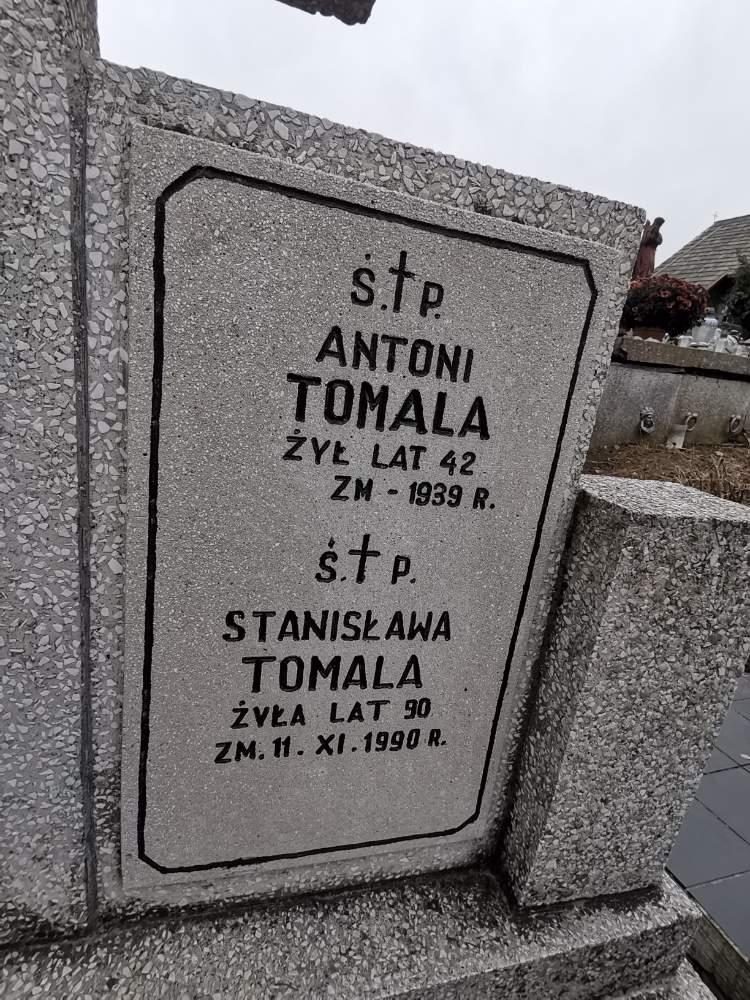 Ś.†P.
ANTONI
TOMALA
ŻYŁ LAT 42
ZM - 1939 R.
Ś.†P.
STANISŁAWA
TOMALA
ŻYŁA LAT 90
ZM. 11. XI. 1990 R.